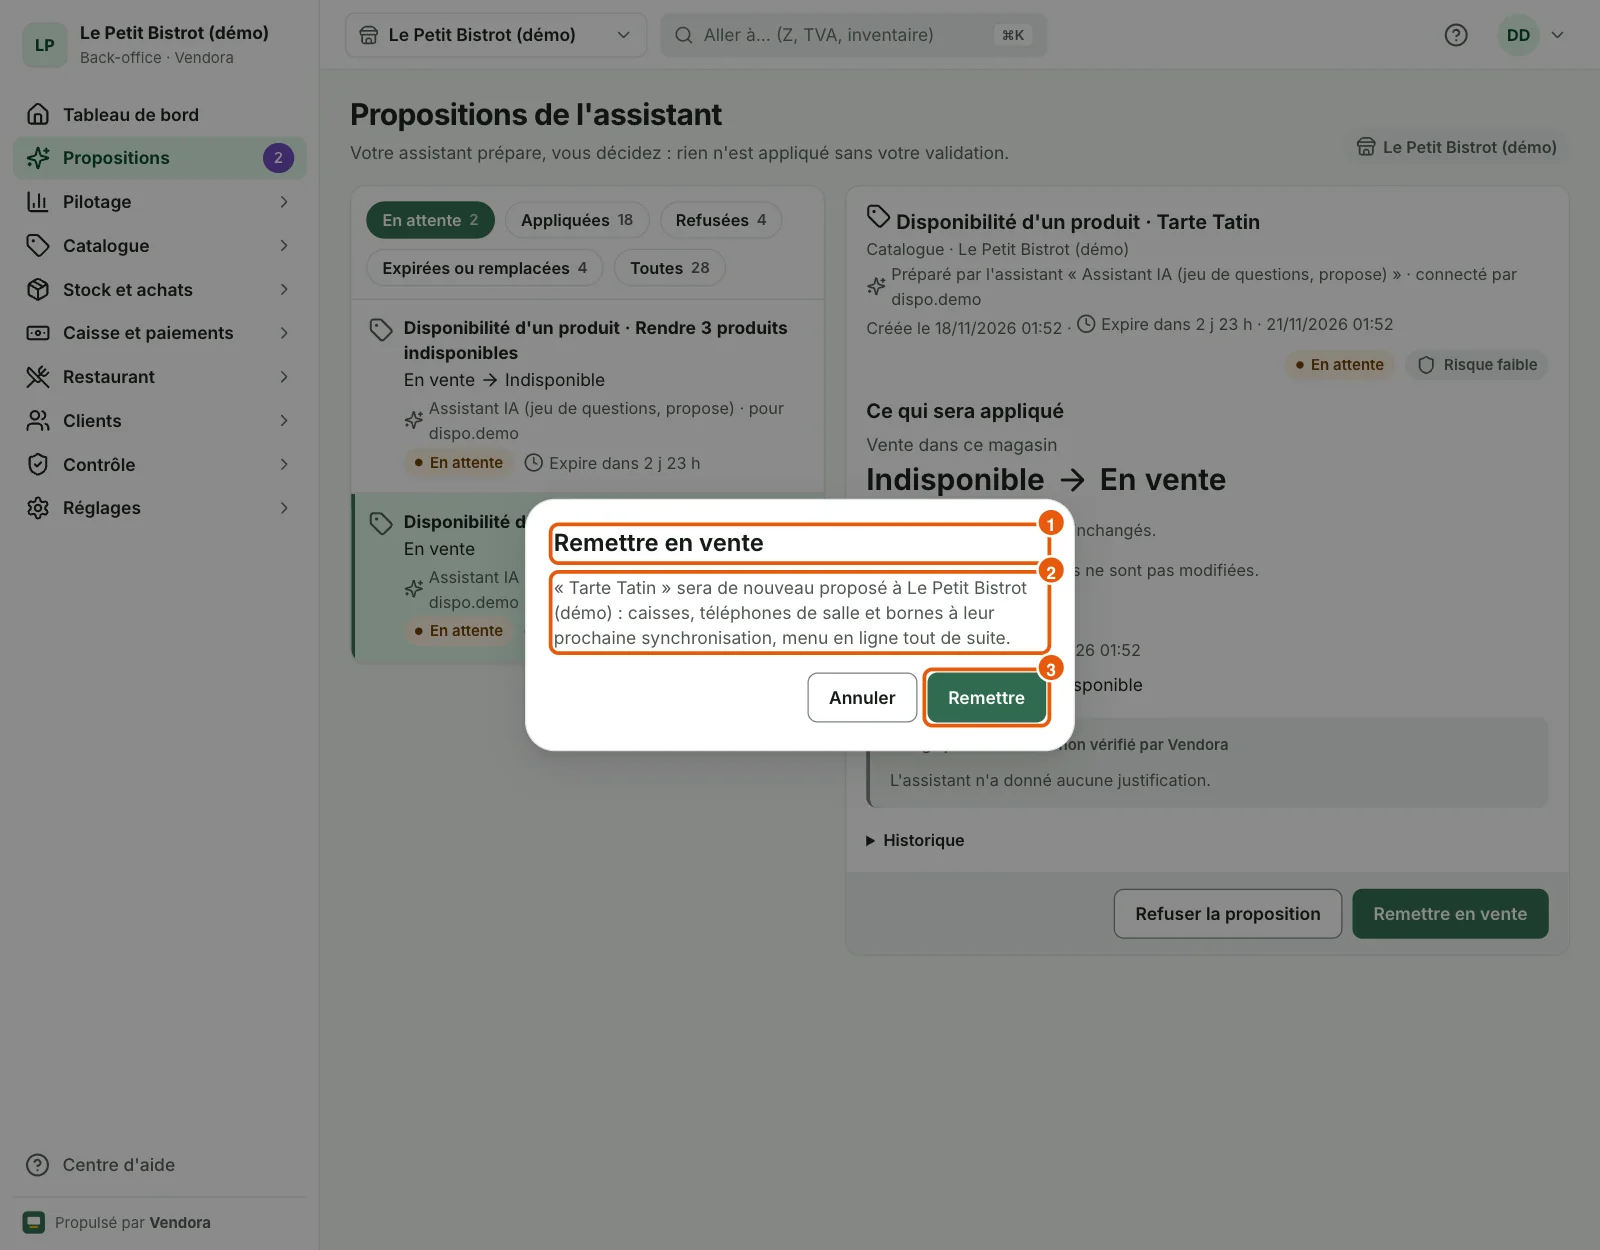 LP
Le Petit Bistrot (démo)
Back-office · Vendora
Tableau de bord
Propositions 2
Pilotage
Catalogue
Stock et achats
Caisse et paiements
Restaurant
Clients
Contrôle
Réglages
Centre d'aide
Propulsé par Vendora
Le Petit Bistrot (démo)
Aller à... (Z, TVA, inventaire) ⌘K
DD
Propositions de l'assistant
Votre assistant prépare, vous décidez : rien n'est appliqué sans votre validation.
Le Petit Bistrot (démo)
En attente 2 Appliquées 18 Refusées 4
Expirées ou remplacées 4 Toutes 28
Disponibilité d'un produit · Rendre 3 produits
indisponibles
En vente → Indisponible
Assistant IA (jeu de questions, propose) · pour
dispo.demo
En attente Expire dans 2 j 23 h
Disponibilité d
En vente
Assistant IA
dispo.demo
En attente
Disponibilité d'un produit · Tarte Tatin
Catalogue · Le Petit Bistrot (démo)
Préparé par l'assistant « Assistant IA (jeu de questions, propose) » · connecté par
dispo.demo
Créée le 18/11/2026 01:52 · Expire dans 2 j 23 h · 21/11/2026 01:52
En attente Risque faible
Ce qui sera appliqué
Vente dans ce magasin
Indisponible → En vente
nchangés.
s ne sont pas modifiées.
26 01:52
sponible
on vérifié par Vendora
L'assistant n'a donné aucune justification.
Historique
Refuser la proposition Remettre en vente
1
Remettre en vente
2
« Tarte Tatin » sera de nouveau proposé à Le Petit Bistrot
(démo) : caisses, téléphones de salle et bornes à leur
prochaine synchronisation, menu en ligne tout de suite.
3
Annuler Remettre